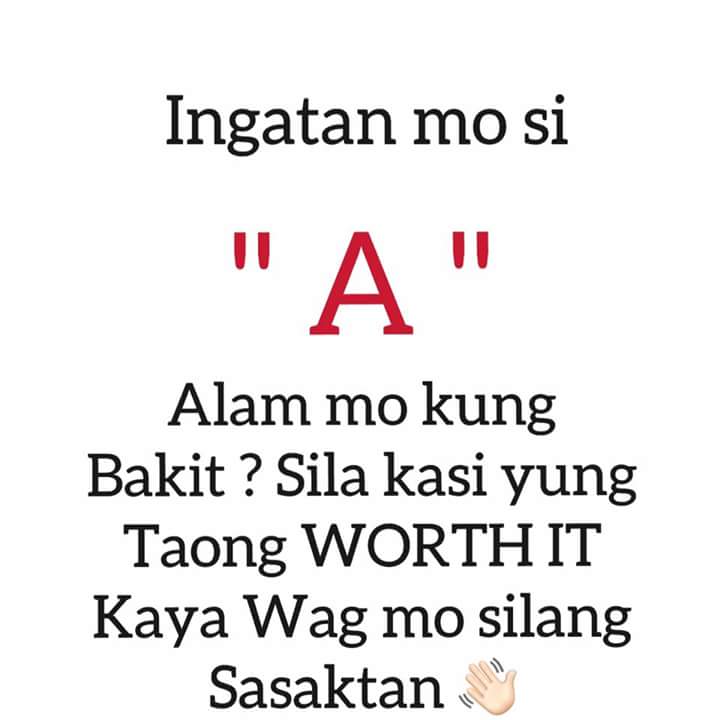 Ingatan mo si
" A "
Alam mo kung
Bakit ? Sila kasi yung
Taong WORTH IT
Kaya Wag mo silang
Sasaktan 👋🏻